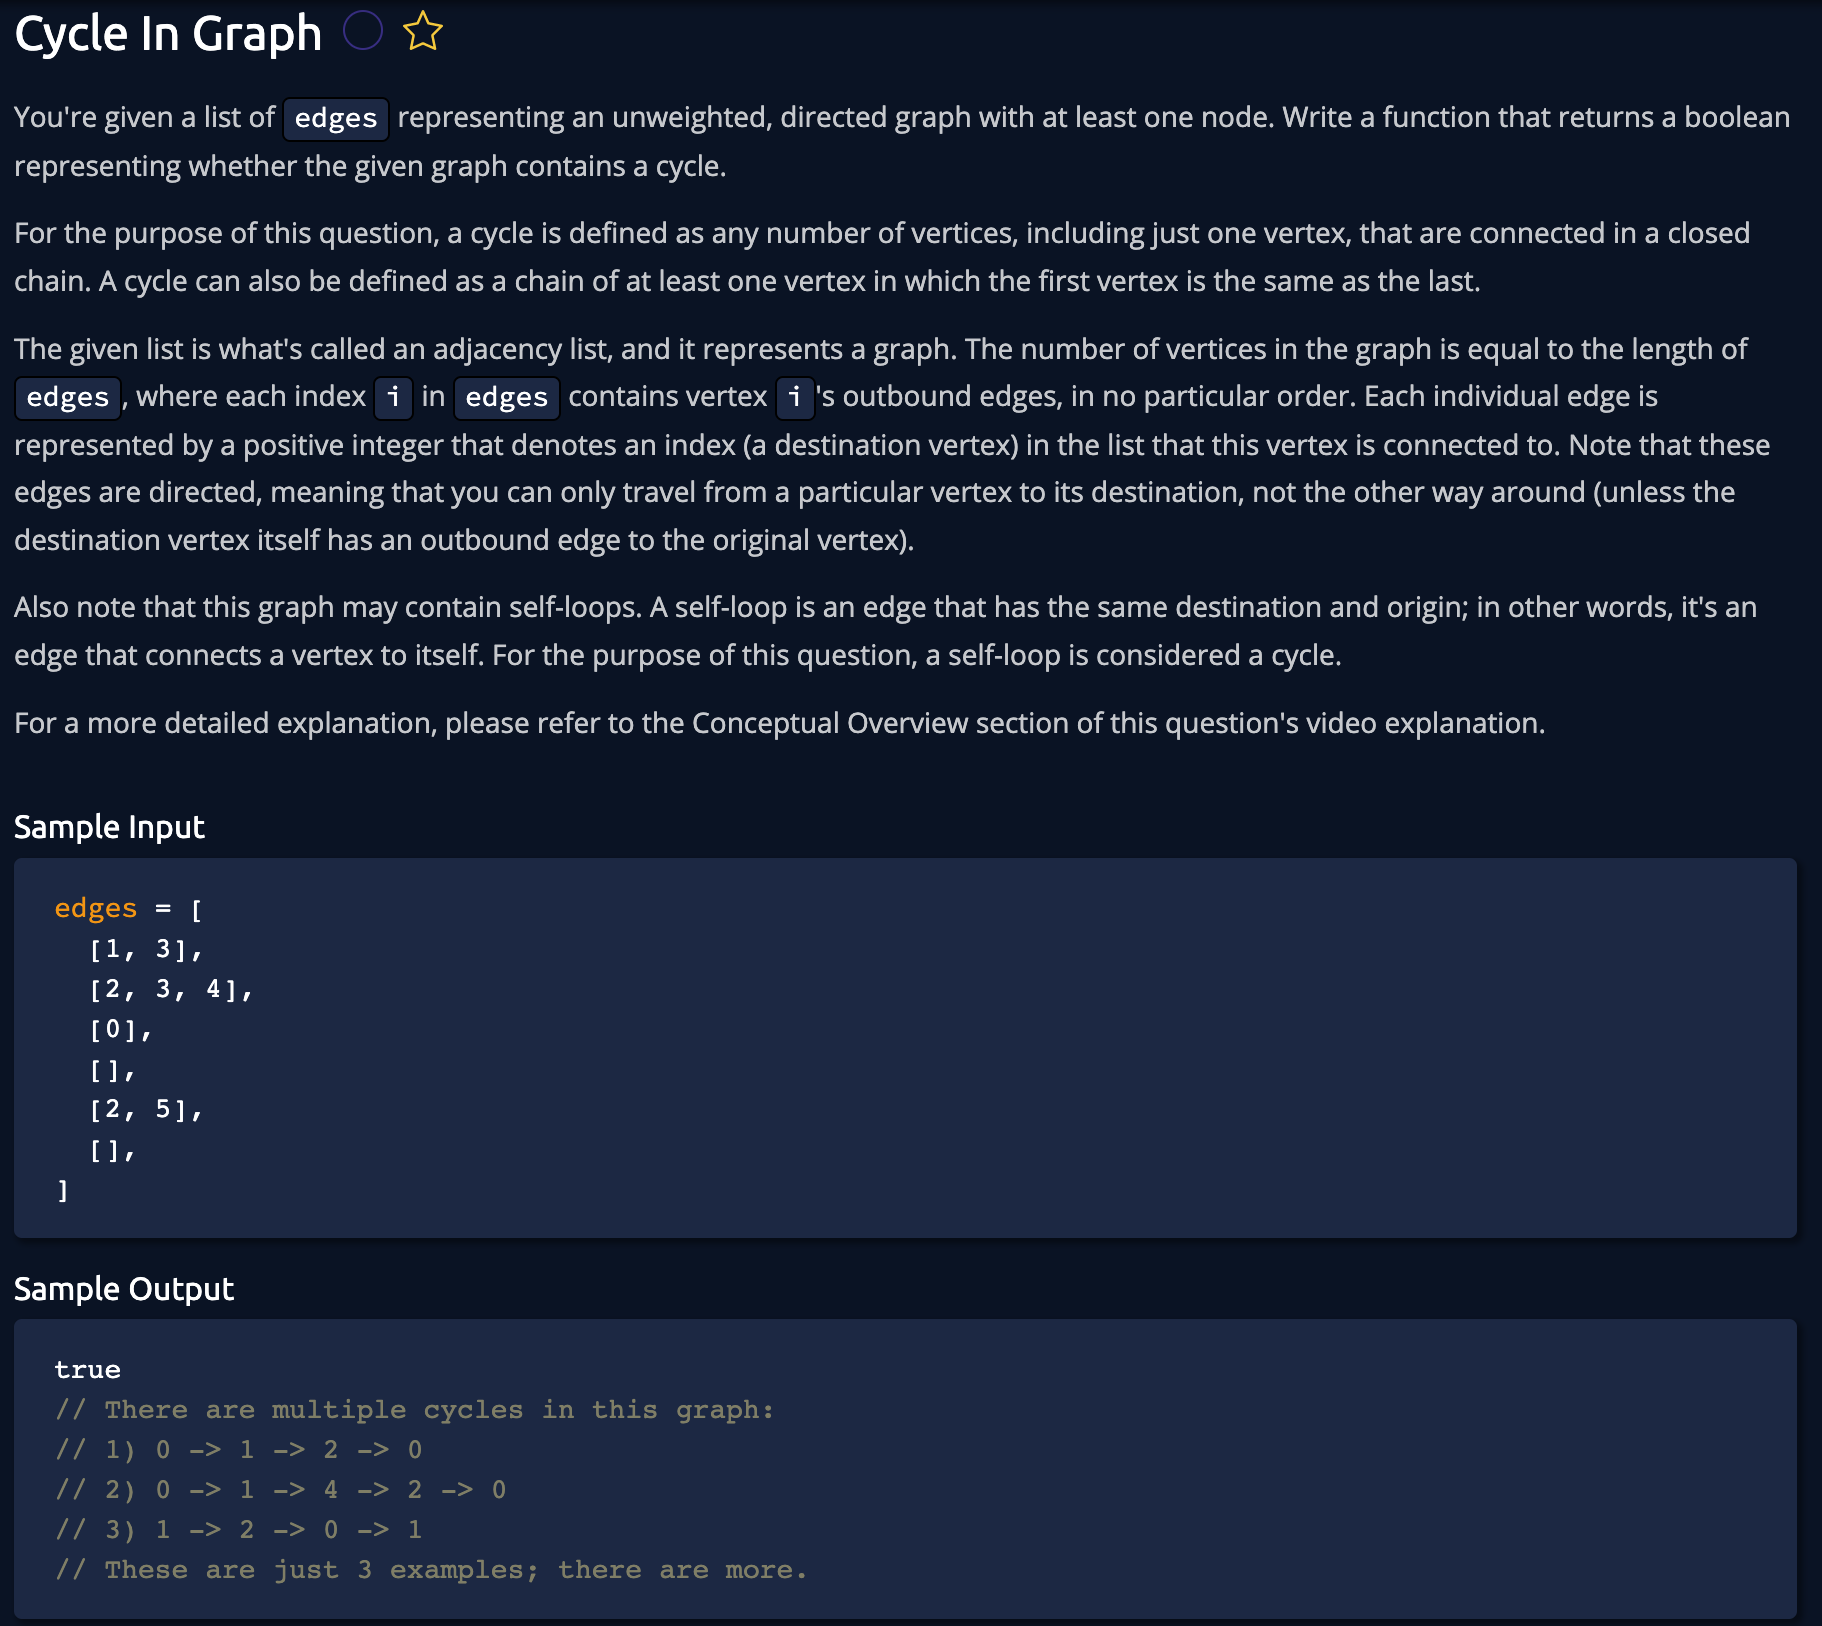 Cycle In Graph
You're given a list of edges representing an unweighted, directed graph with at least one node. Write a function that returns a boolean
representing whether the given graph contains a cycle.
For the purpose of this question, a cycle is defined as any number of vertices, including just one vertex, that are connected in a closed
chain. A cycle can also be defined as a chain of at least one vertex in which the first vertex is the same as the last.
The given list is what's called an adjacency list, and it represents a graph. The number of vertices in the graph is equal to the length of
edges, where each index i in edges contains vertex i's outbound edges, in no particular order. Each individual edge is
represented by a positive integer that denotes an index (a destination vertex) in the list that this vertex is connected to. Note that these
edges are directed, meaning that you can only travel from a particular vertex to its destination, not the other way around (unless the
destination vertex itself has an outbound edge to the original vertex).
Also note that this graph may contain self-loops. A self-loop is an edge that has the same destination and origin; in other words, it's an
edge that connects a vertex to itself. For the purpose of this question, a self-loop is considered a cycle.
For a more detailed explanation, please refer to the Conceptual Overview section of this question's video explanation.
Sample Input
edges = [
[1, 3],
[2, 3, 4],
[0],
[],
[2, 5],
[],
]
Sample Output
true
// There are multiple cycles in this graph:
// 1) 0 -> 1 -> 2 -> 0
// 2) 0 -> 1 -> 4 -> 2 -> 0
// 3) 1 -> 2 -> 0 -> 1
// These are just 3 examples; there are more.